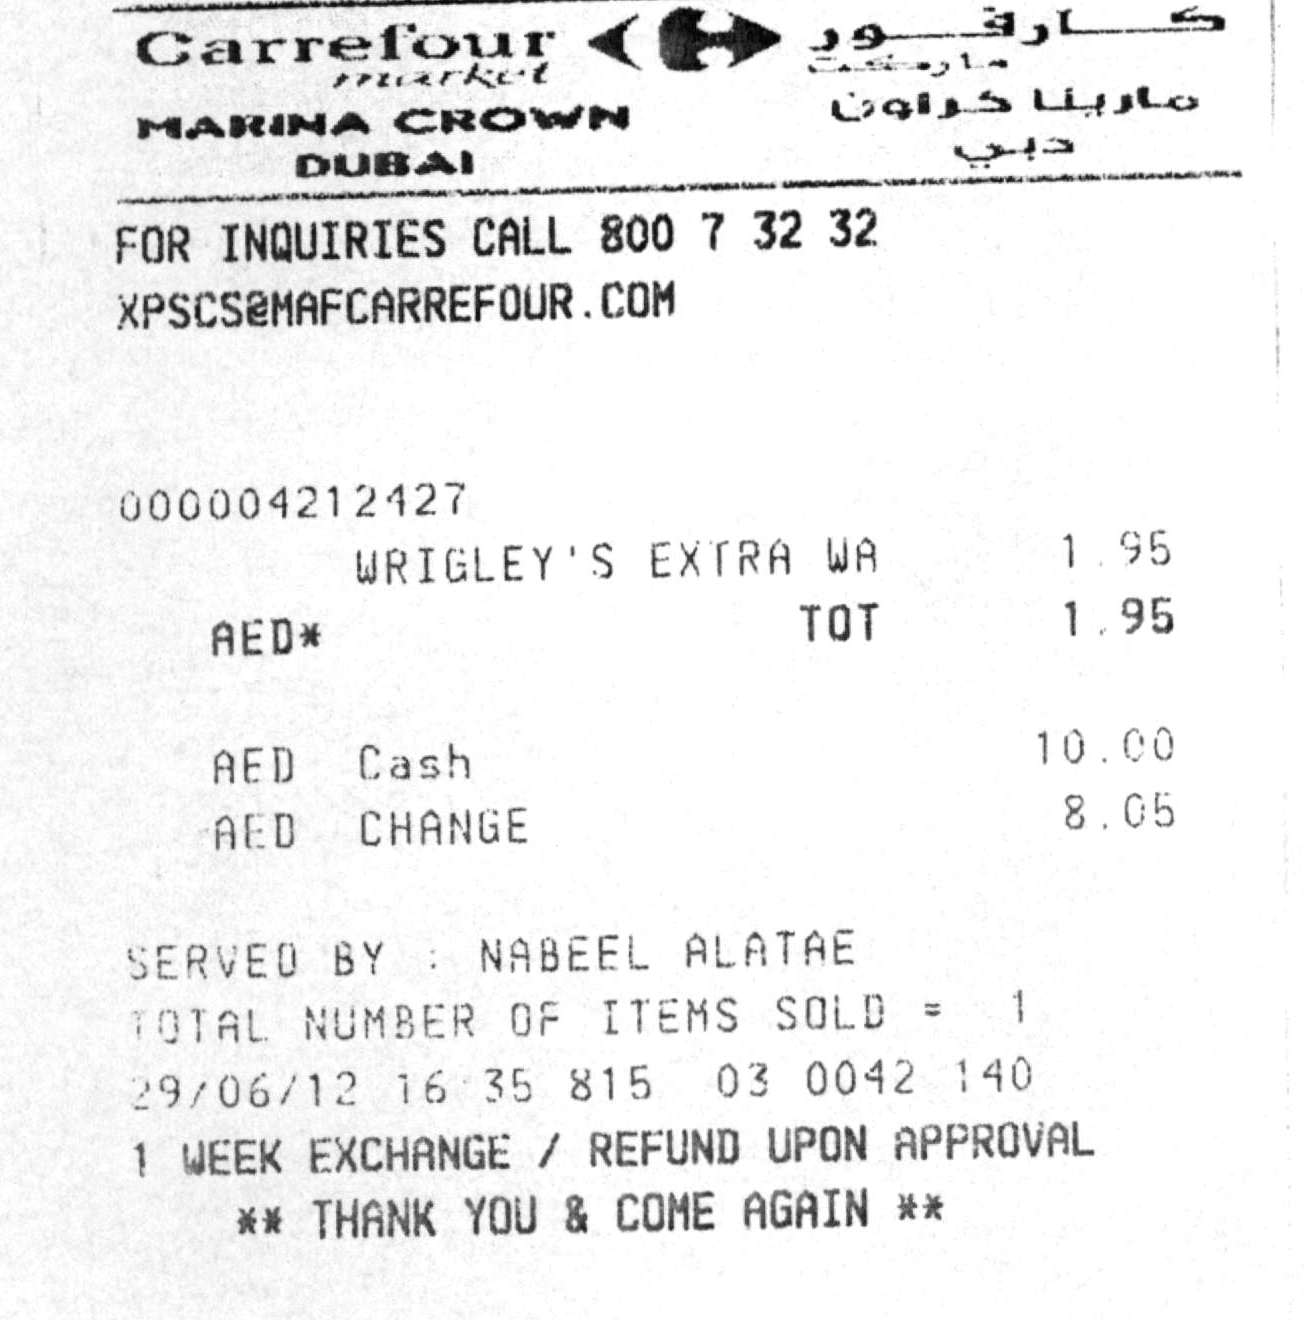 Carrefour كارفور
market ماركت
MARINA CROWN مارينا كراون
DUBAI دبي
FOR INQUIRIES CALL 800 7 32 32
XPSCS@MAFCARREFOUR.COM
000004212427
WRIGLEY'S EXTRA WA 1.95
AED* TOT 1.95
AED Cash 10.00
AED CHANGE 8.05
SERVED BY : NABEEL ALATAE
TOTAL NUMBER OF ITEMS SOLD = 1
29/06/12 16:35 815 03 0042 140
1 WEEK EXCHANGE / REFUND UPON APPROVAL
** THANK YOU & COME AGAIN **